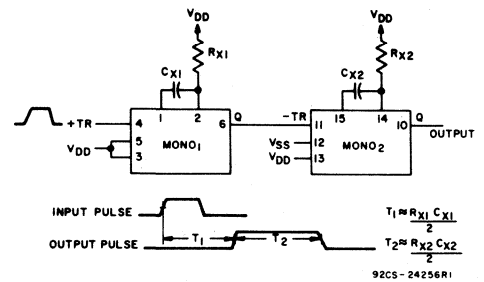 VDD VDD
RX1 RX2
CX1 CX2
1 2 15 14
+TR 4 6 Q -TR 11 10 Q OUTPUT
VDD 5 MONO1 VSS 12 MONO2
3 VDD 13
INPUT PULSE T1≈RX1 CX1/2
OUTPUT PULSE T1 T2 T2≈RX2 CX2/2
92CS-24256R1